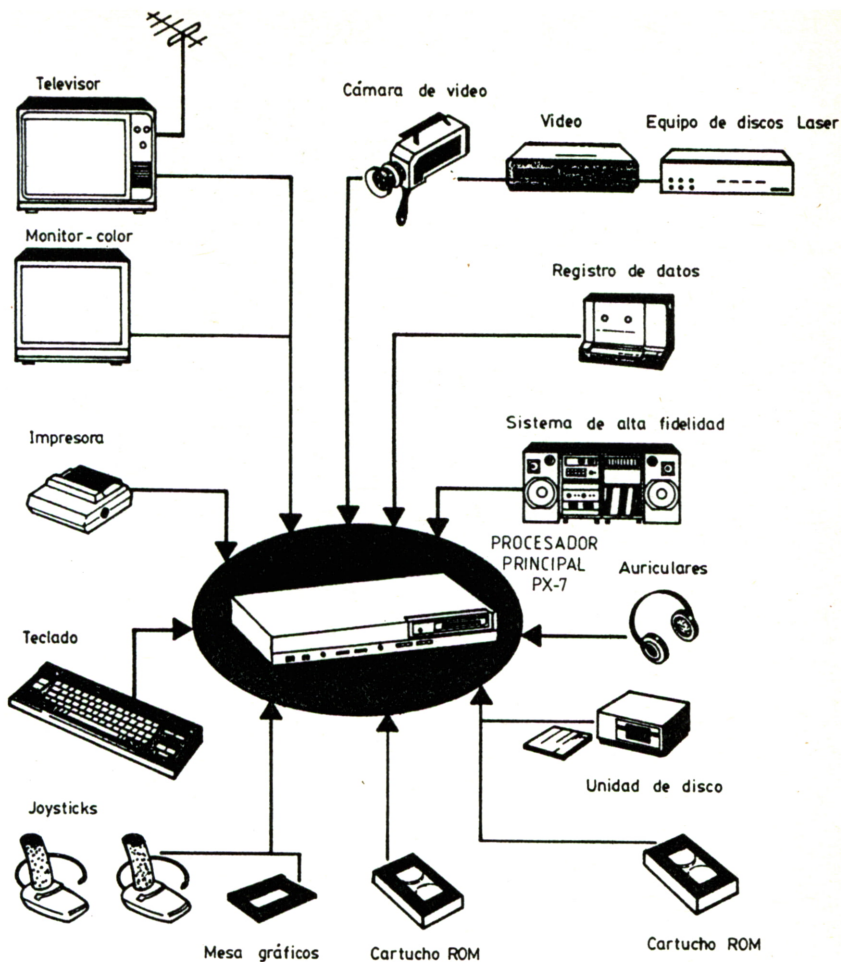 Televisor
Cámara de video
Video
Equipo de discos Laser
Monitor-color
Registro de datos
Impresora
Sistema de alta fidelidad
PROCESADOR
PRINCIPAL
PX-7
Auriculares
Teclado
Unidad de disco
Joysticks
Mesa gráficos
Cartucho ROM
Cartucho ROM